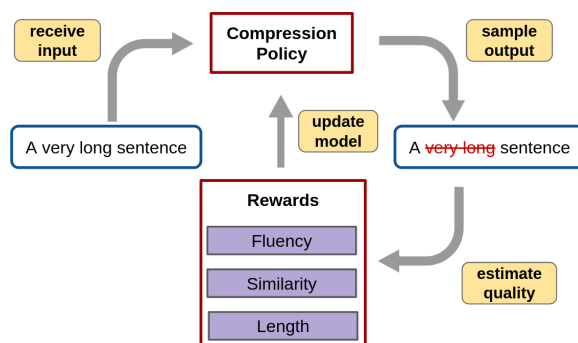 receive
input
Compression
Policy
sample
output
A very long sentence
update
model
A very long sentence
Rewards
Fluency
Similarity
Length
estimate
quality